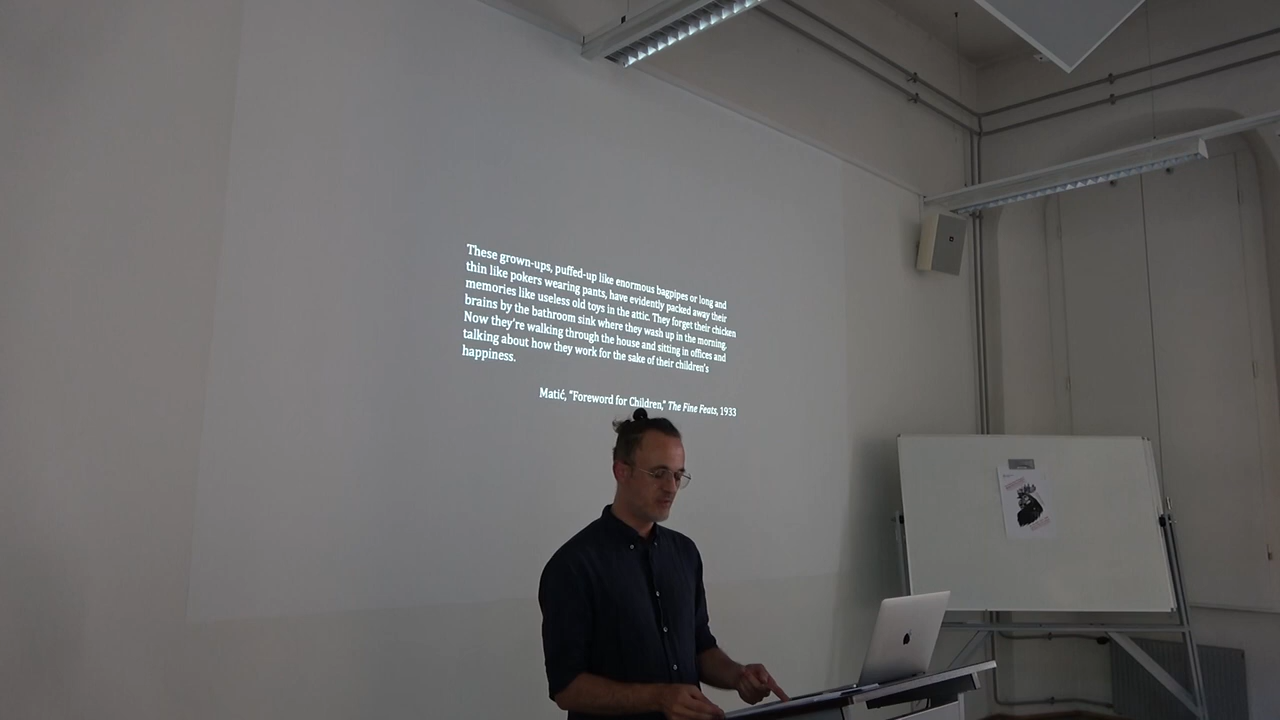 These grown-ups, puffed-up like enormous bagpipes or long and
thin like pokers wearing pants, have evidently packed away their
memories like useless old toys in the attic. They forget their chicken
brains by the bathroom sink where they wash up in the morning.
Now they're walking through the house and sitting in offices and
talking about how they work for the sake of their children's
happiness.
Matić, "Foreword for Children," The Fine Feats, 1933